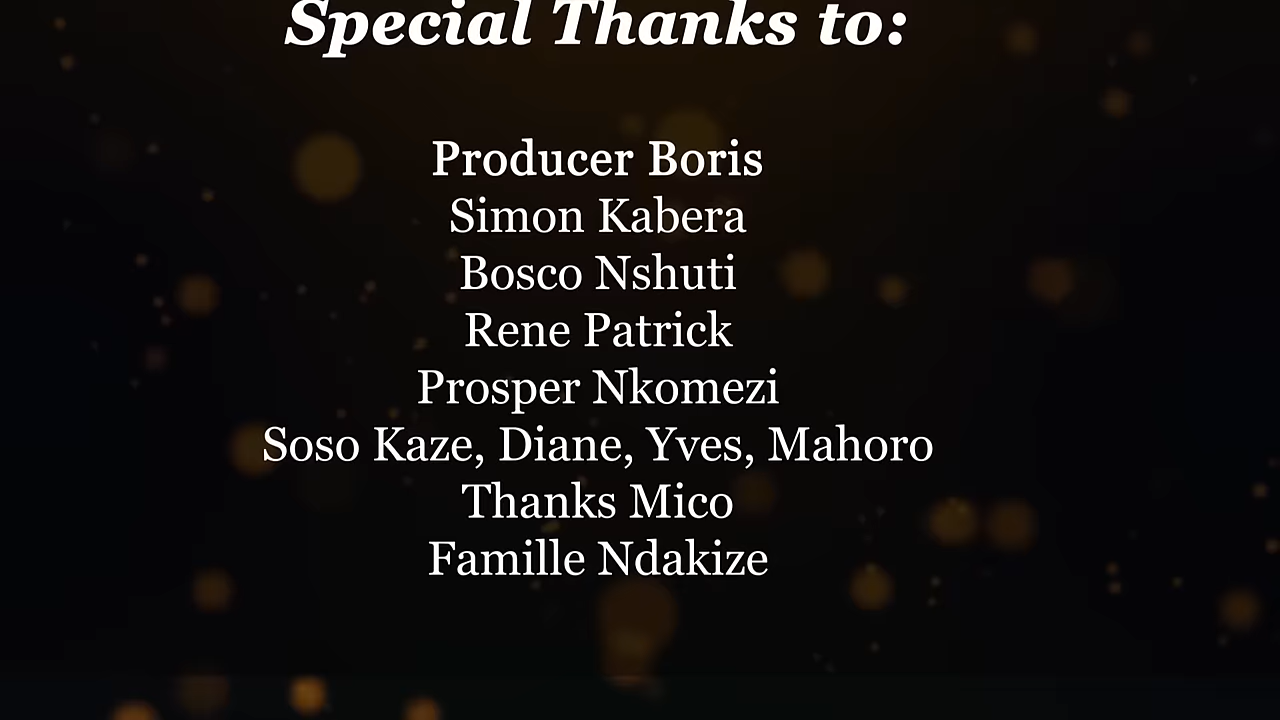 Special Thanks to:
Producer Boris
Simon Kabera
Bosco Nshuti
Rene Patrick
Prosper Nkomezi
Soso Kaze, Diane, Yves, Mahoro
Thanks Mico
Famille Ndakize